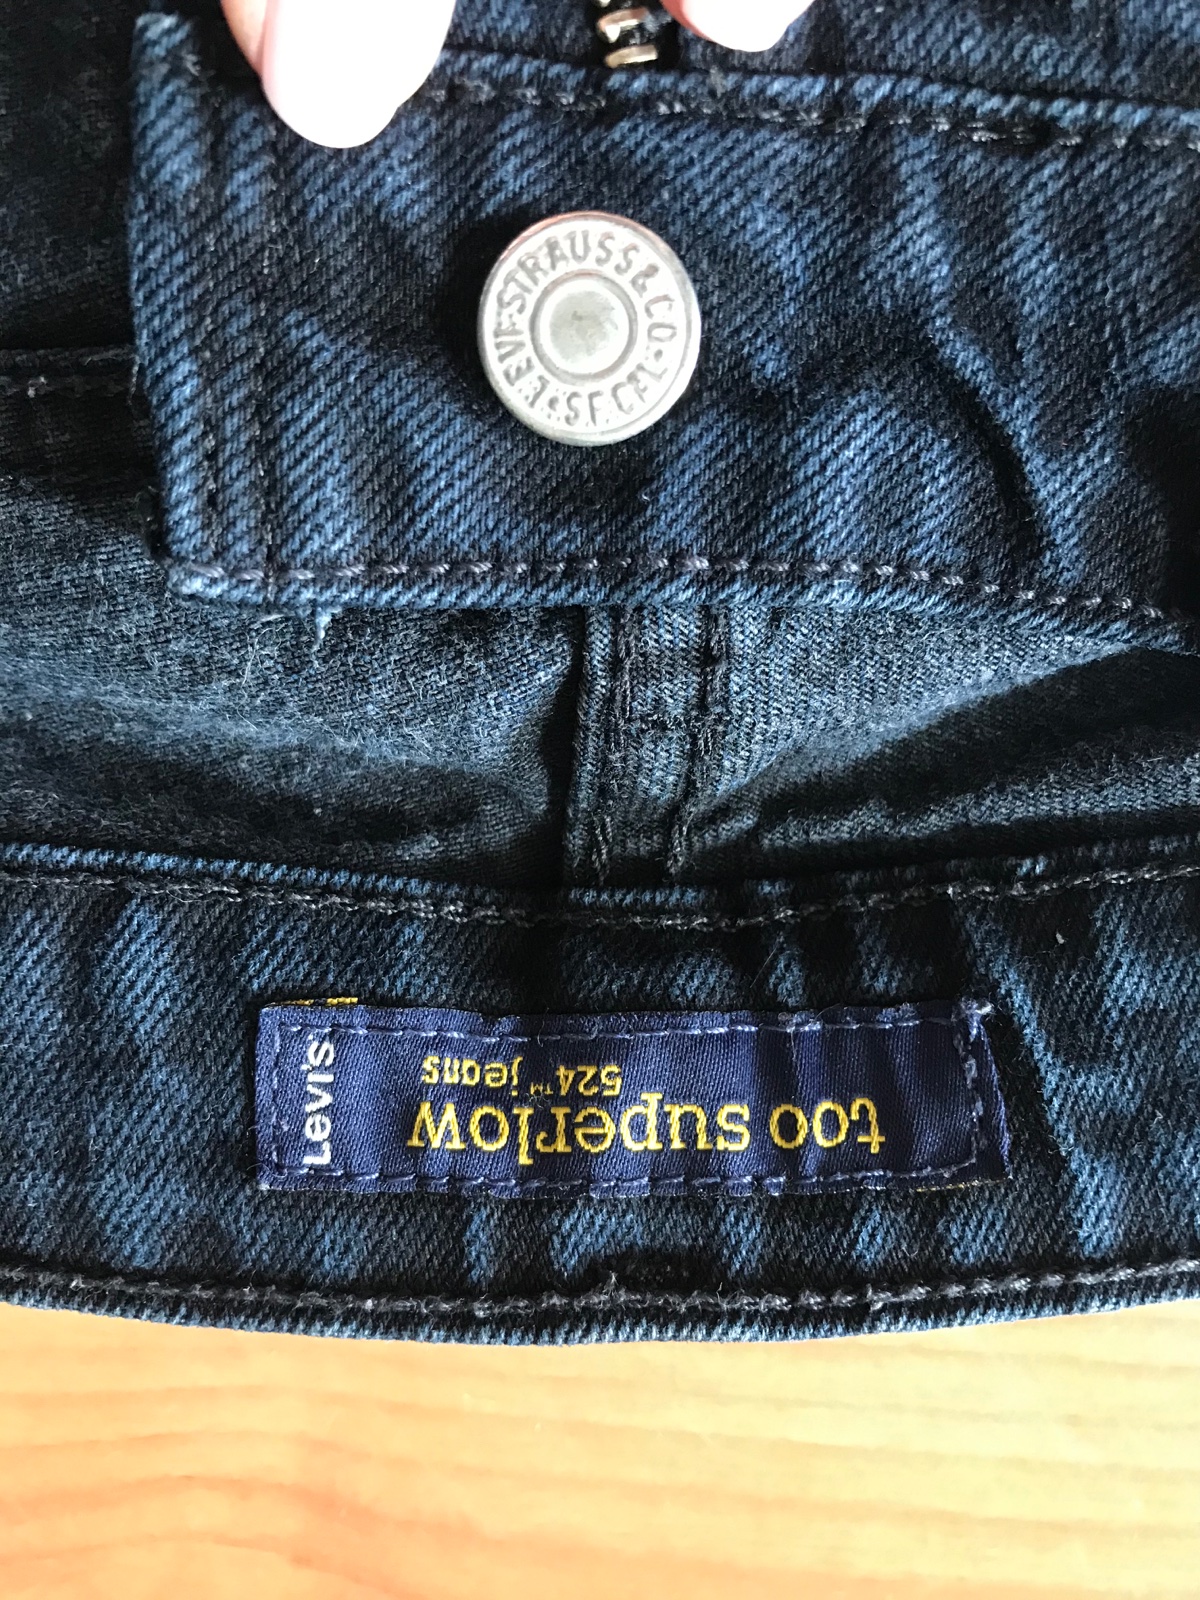 LEVI STRAUSS & CO. S.F. CAL
too superlow
524™ jeans
Levi's